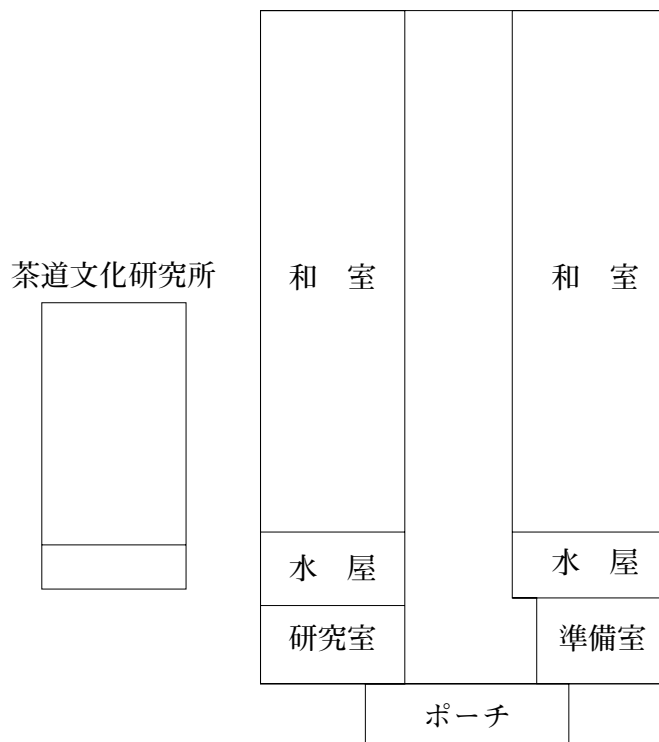 茶道文化研究所
和　室
和　室
水　屋
水　屋
研究室
準備室
ポーチ